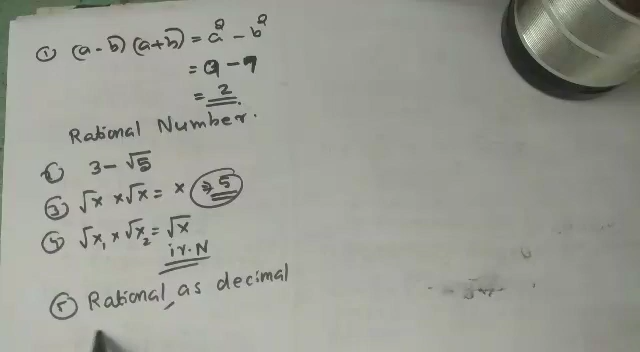 ① (a-b) (a+b) = a² - b²
= 9 - 7
= 2
Rational Number.
② 3 - √5
③ √x × √x = x ⇒ 5
④ √x₁ × √x₂ = √x
ir. N
⑤ Rational, as decimal